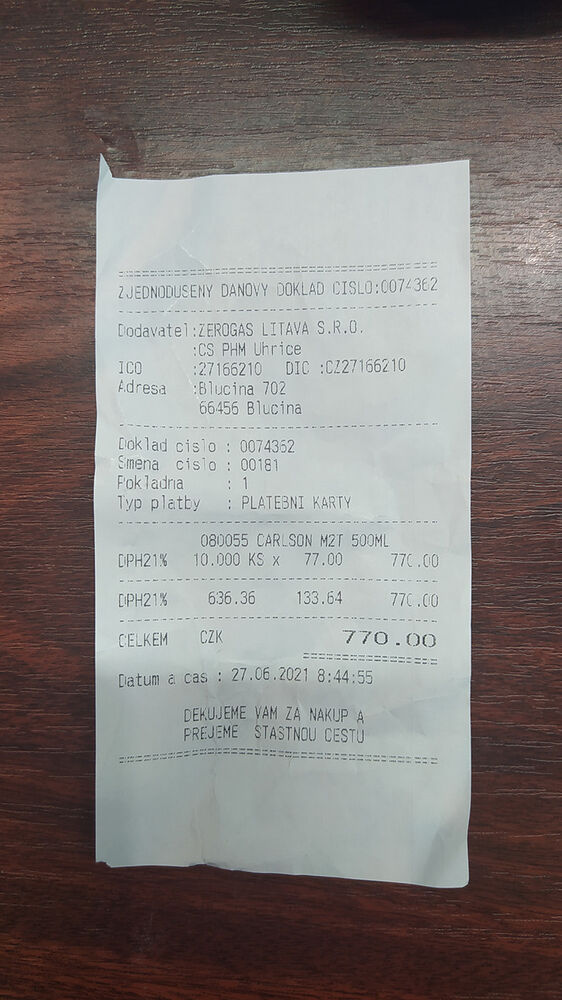 ZJEDNODUSENY DANOVY DOKLAD CISLO:0074362
Dodavatel:ZEROGAS LITAVA S.R.O.
:CS PHM Uhrice
ICO :27166210 DIC :CZ27166210
Adresa :Blucina 702
66456 Blucina
Doklad cislo : 0074362
Smena cislo : 00181
Pokladna : 1
Typ platby : PLATEBNI KARTY
080055 CARLSON M2T 500ML
DPH21% 10.000 KS x 77.00 770.00
DPH21% 636.36 133.64 770.00
CELKEM CZK 770.00
Datum a cas : 27.06.2021 8:44:55
DEKUJEME VAM ZA NAKUP A
PREJEME STASTNOU CESTU